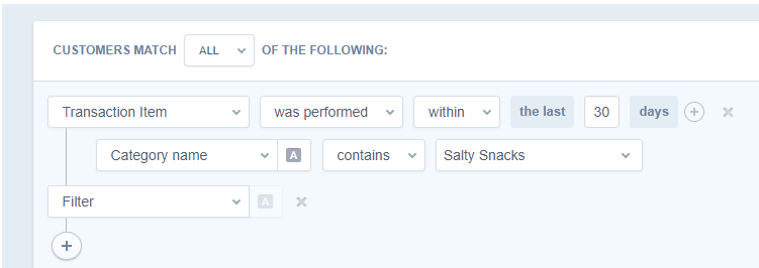 CUSTOMERS MATCH ALL OF THE FOLLOWING:
Transaction Item was performed within the last 30 days
Category name A contains Salty Snacks
Filter A